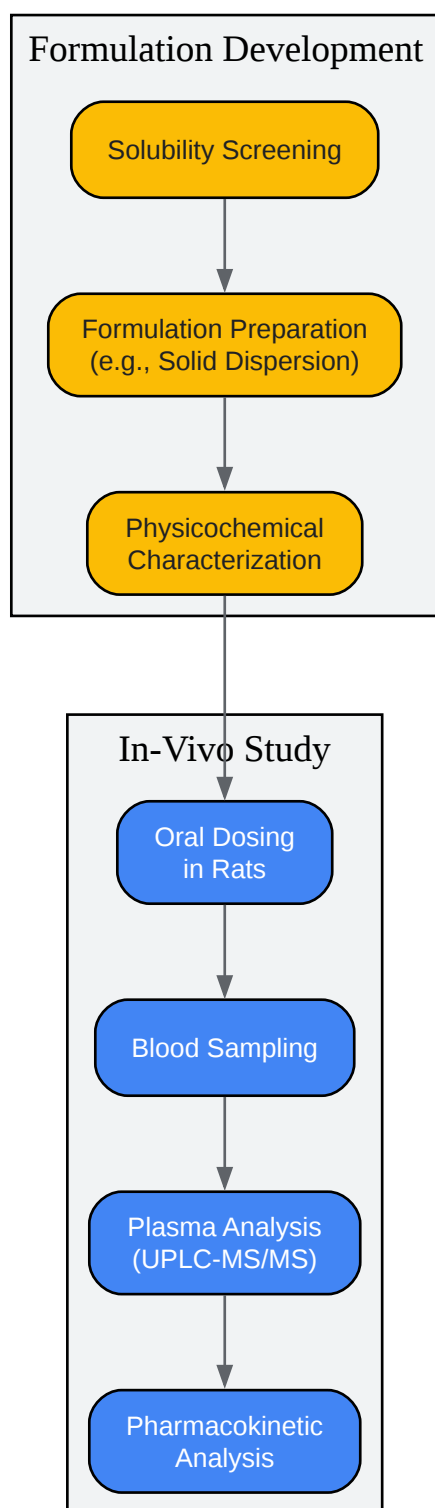 Formulation Development
Solubility Screening
Formulation Preparation
(e.g., Solid Dispersion)
Physicochemical
Characterization
In-Vivo Study
Oral Dosing
in Rats
Blood Sampling
Plasma Analysis
(UPLC-MS/MS)
Pharmacokinetic
Analysis